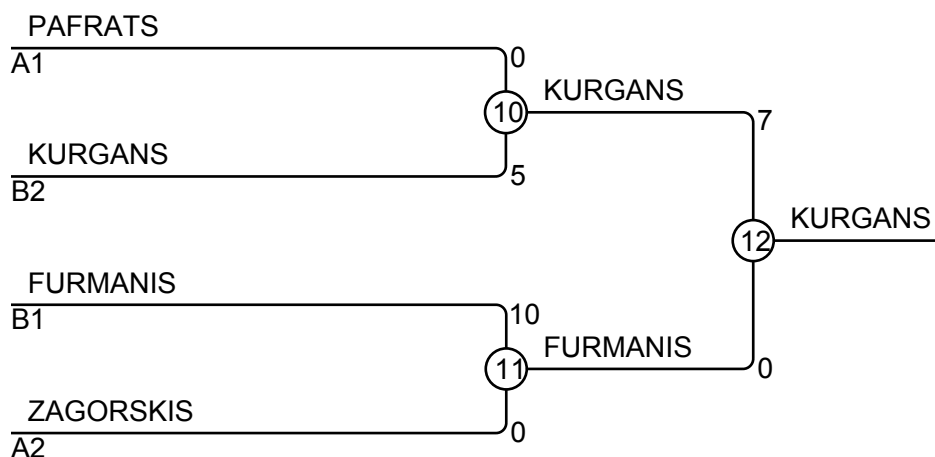 PAFRATS
A1
0
10
KURGANS
7
KURGANS
B2
5
12
KURGANS
FURMANIS
B1
10
11
FURMANIS
0
ZAGORSKIS
A2
0